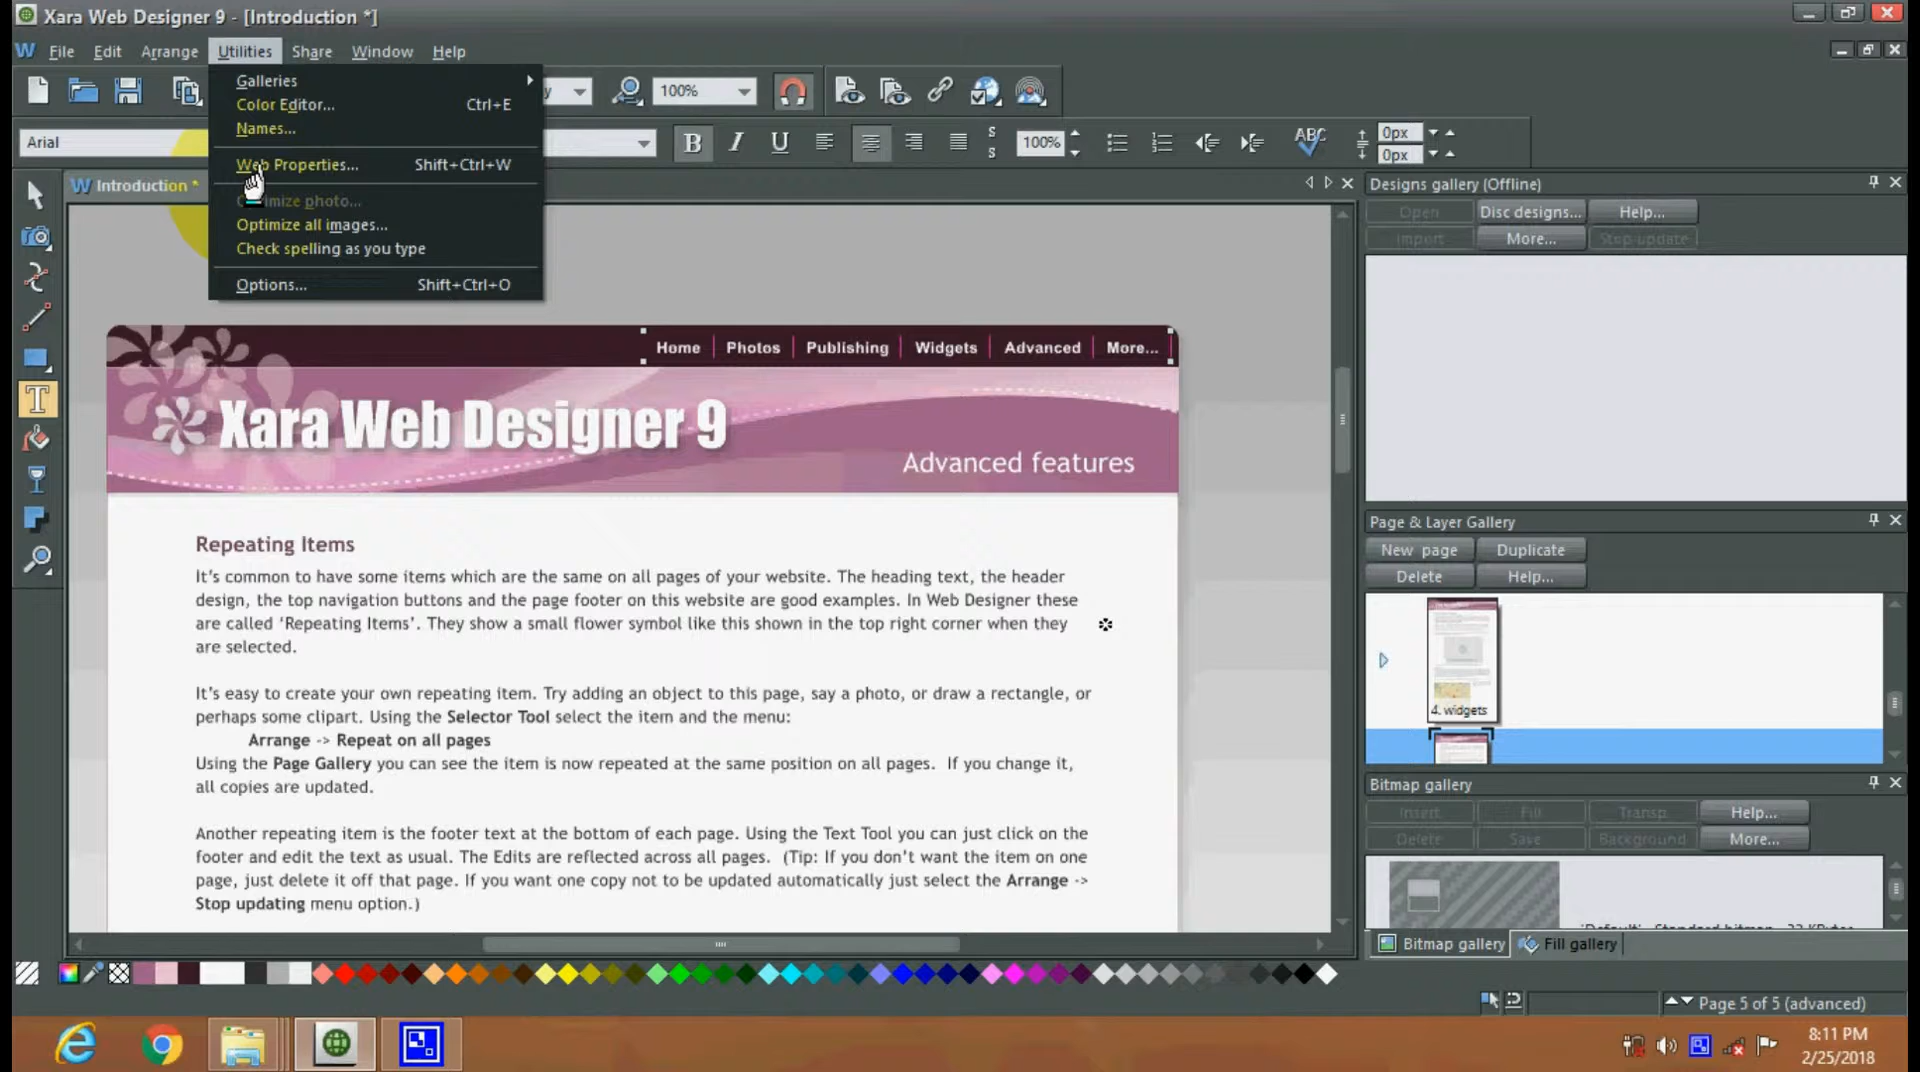 Xara Web Designer 9 - [Introduction *]
File Edit Arrange Utilities Share Window Help
Galleries
Color Editor... Ctrl+E
Names...
Web Properties... Shift+Ctrl+W
photo...
Optimize all images...
Check spelling as you type
Options... Shift+Ctrl+O
100%
Arial
B I U 100% ABC 0px
0px
Introduction *
Designs gallery (Offline)
Open Disc designs... Help...
Import More... Stop update
Home Photos Publishing Widgets Advanced More...
Xara Web Designer 9
Advanced features
Repeating Items
It's common to have some items which are the same on all pages of your website. The heading text, the header
design, the top navigation buttons and the page footer on this website are good examples. In Web Designer these
are called 'Repeating Items'. They show a small flower symbol like this shown in the top right corner when they
are selected.
It's easy to create your own repeating item. Try adding an object to this page, say a photo, or draw a rectangle, or
perhaps some clipart. Using the Selector Tool select the item and the menu:
Arrange -> Repeat on all pages
Using the Page Gallery you can see the item is now repeated at the same position on all pages. If you change it,
all copies are updated.
Another repeating item is the footer text at the bottom of each page. Using the Text Tool you can just click on the
footer and edit the text as usual. The Edits are reflected across all pages. (Tip: If you don't want the item on one
page, just delete it off that page. If you want one copy not to be updated automatically just select the Arrange ->
Stop updating menu option.)
Page & Layer Gallery
New page Duplicate
Delete Help...
4. widgets
Bitmap gallery
Insert Fill Transp. Help...
Delete Save Background More...
Bitmap gallery Fill gallery
Page 5 of 5 (advanced)
8:11 PM
2/25/2018